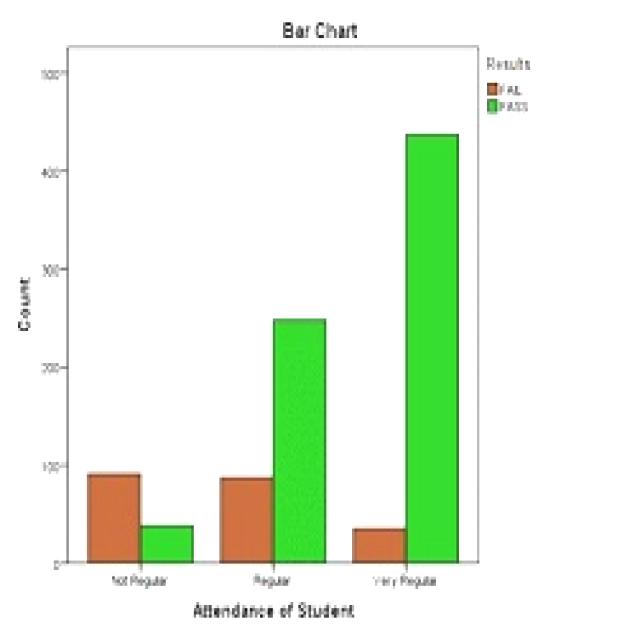 Bar Chart
Results
FAIL
PASS
500
400
300
200
100
0
Count
Not Regular
Regular
Very Regular
Attendance of Student